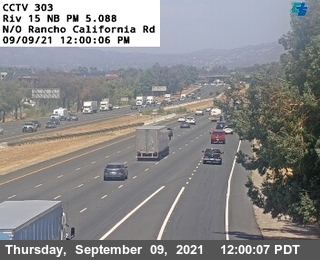 CCTV 303
Riv 15 NB PM 5.088
N/O Rancho California Rd
09/09/21 12:00:06 PM
Thursday, September 09, 2021 12:00:07 PDT